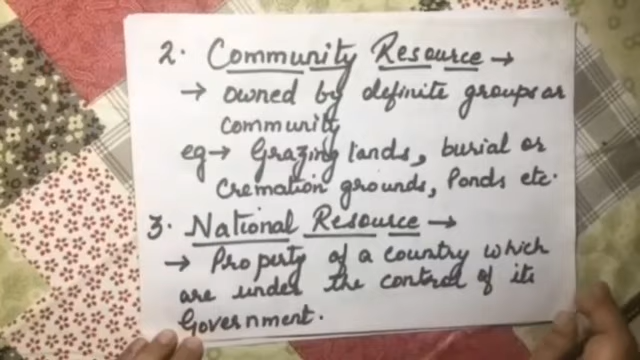 2. Community Resource →
→ owned by definite groups or
community
eg → Grazing lands, burial or
Cremation grounds, Ponds etc.
3. National Resource →
→ Property of a country which
are under the control of its
Government.